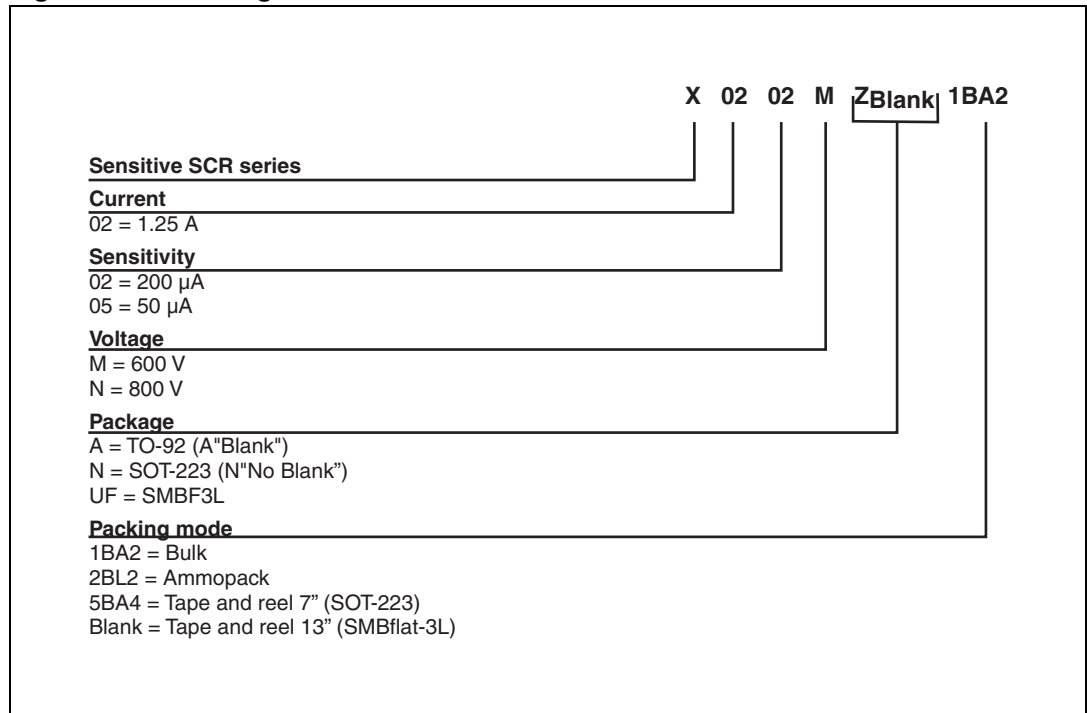 X 02 02 M ZBlank 1BA2
Sensitive SCR series
Current
02 = 1.25 A
Sensitivity
02 = 200 µA
05 = 50 µA
Voltage
M = 600 V
N = 800 V
Package
A = TO-92 (A"Blank")
N = SOT-223 (N"No Blank”)
UF = SMBF3L
Packing mode
1BA2 = Bulk
2BL2 = Ammopack
5BA4 = Tape and reel 7” (SOT-223)
Blank = Tape and reel 13” (SMBflat-3L)